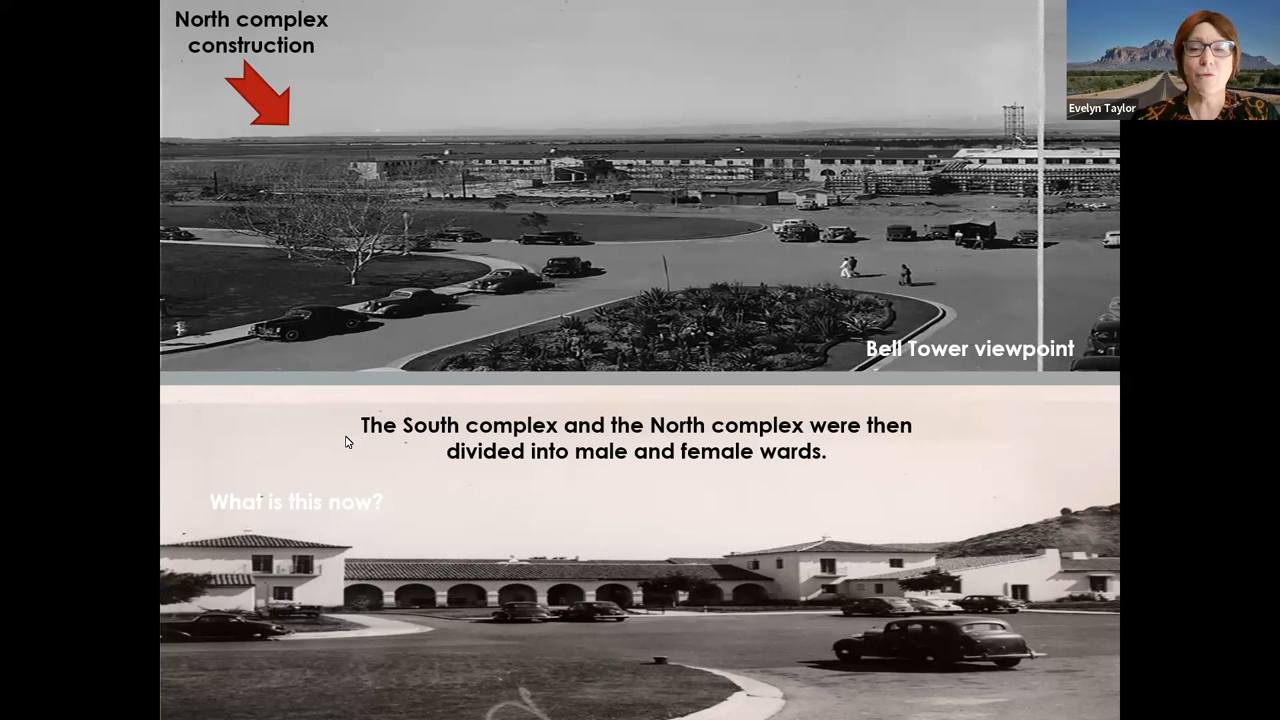 North complex
construction
Evelyn Taylor
Bell Tower viewpoint
The South complex and the North complex were then
divided into male and female wards.
What is this now?